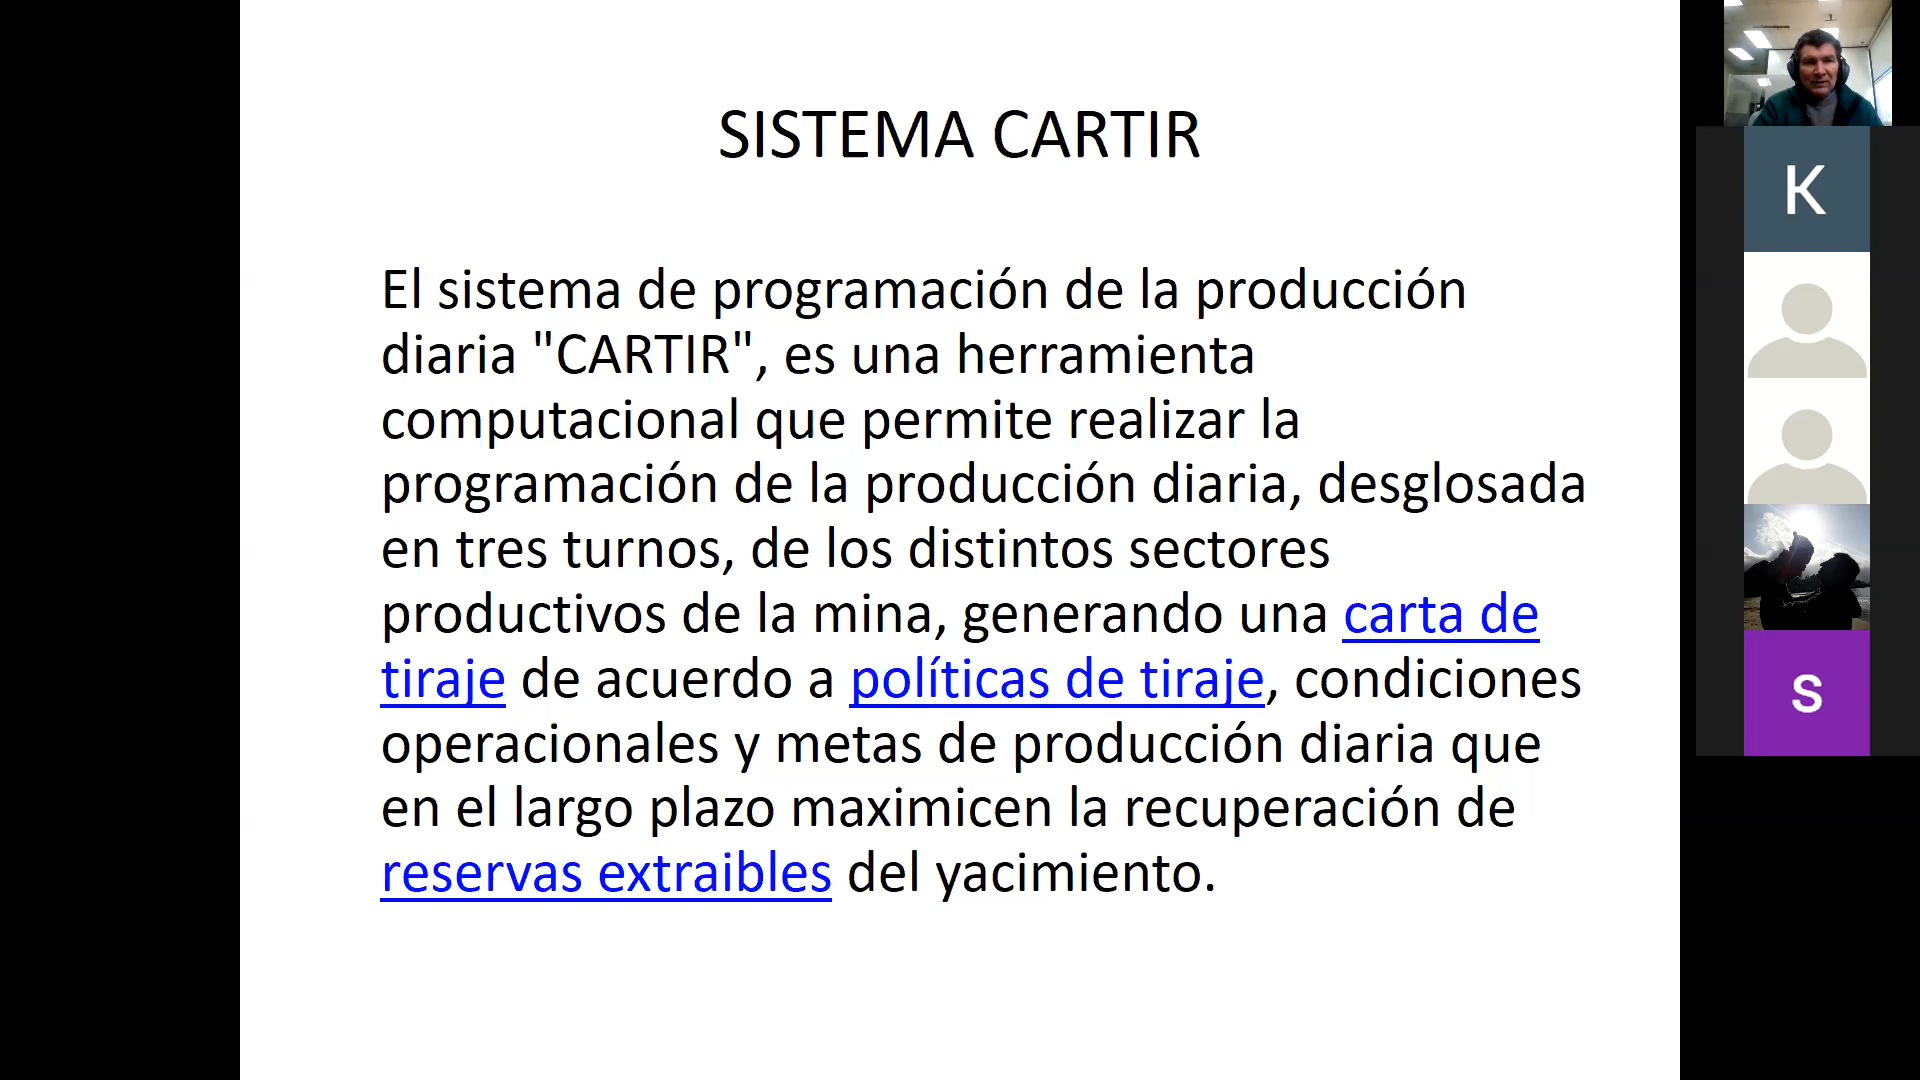 SISTEMA CARTIR
El sistema de programación de la producción
diaria "CARTIR", es una herramienta
computacional que permite realizar la
programación de la producción diaria, desglosada
en tres turnos, de los distintos sectores
productivos de la mina, generando una carta de
tiraje de acuerdo a políticas de tiraje, condiciones
operacionales y metas de producción diaria que
en el largo plazo maximicen la recuperación de
reservas extraibles del yacimiento.
K
S